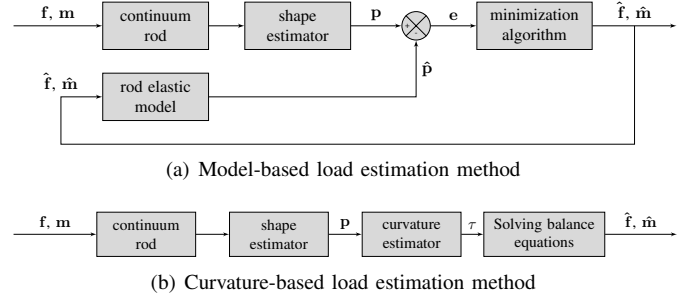 f, m
continuum
rod
shape
estimator
p
+
-
e
minimization
algorithm
f̂, m̂
f̂, m̂
rod elastic
model
p̂
(a) Model-based load estimation method
f, m
continuum
rod
shape
estimator
p
curvature
estimator
τ
Solving balance
equations
f̂, m̂
(b) Curvature-based load estimation method